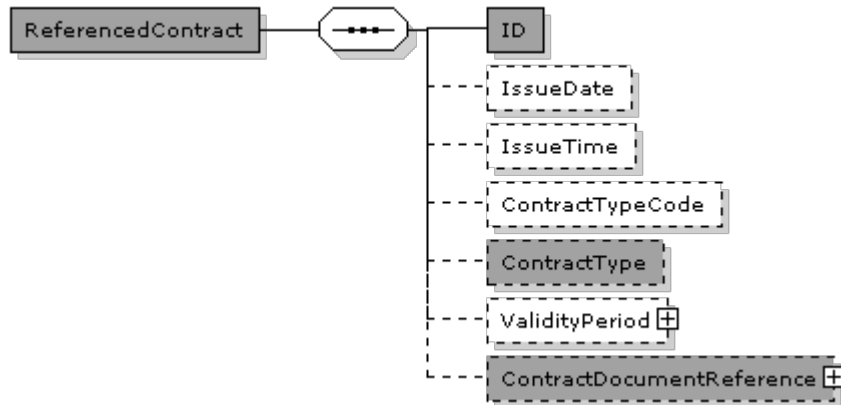 ReferencedContract
ID
IssueDate
IssueTime
ContractTypeCode
ContractType
ValidityPeriod
ContractDocumentReference